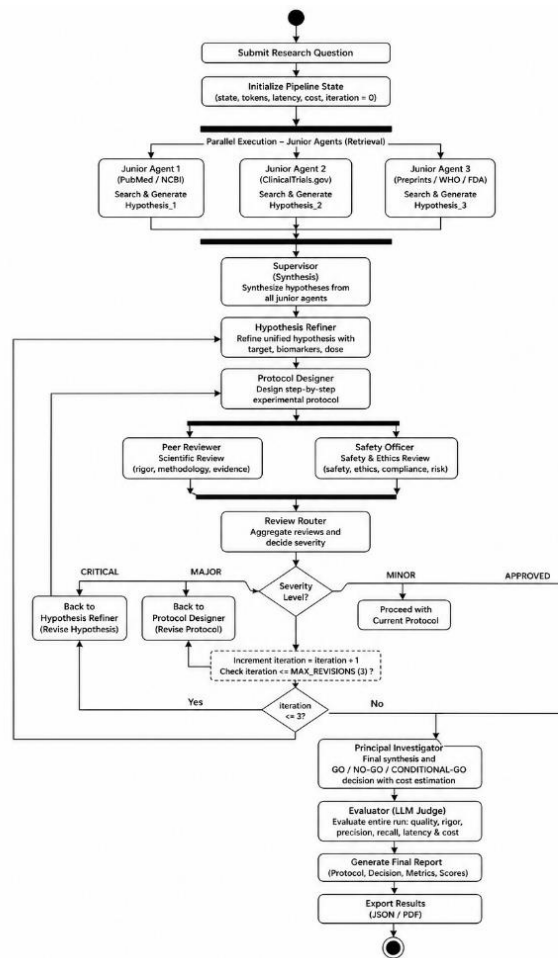 Submit Research Question
Initialize Pipeline State
(state, tokens, latency, cost, iteration = 0)
Parallel Execution – Junior Agents (Retrieval)
Junior Agent 1
(PubMed / NCBI)
Search & Generate
Hypothesis_1
Junior Agent 2
(ClinicalTrials.gov)
Search & Generate
Hypothesis_2
Junior Agent 3
(Preprints / WHO / FDA)
Search & Generate
Hypothesis_3
Supervisor
(Synthesis)
Synthesize hypotheses from
all junior agents
Hypothesis Refiner
Refine unified hypothesis with
target, biomarkers, dose
Protocol Designer
Design step-by-step
experimental protocol
Peer Reviewer
Scientific Review
(rigor, methodology, evidence)
Safety Officer
Safety & Ethics Review
(safety, ethics, compliance, risk)
Review Router
Aggregate reviews and
decide severity
CRITICAL
MAJOR
Severity
Level?
MINOR
APPROVED
Back to
Hypothesis Refiner
(Revise Hypothesis)
Back to
Protocol Designer
(Revise Protocol)
Proceed with
Current Protocol
Increment iteration = iteration + 1
Check iteration <= MAX_REVISIONS (3) ?
Yes
iteration
<= 3?
No
Principal Investigator
Final synthesis and
GO / NO-GO / CONDITIONAL-GO
decision with cost estimation
Evaluator (LLM Judge)
Evaluate entire run: quality, rigor,
precision, recall, latency & cost
Generate Final Report
(Protocol, Decision, Metrics, Scores)
Export Results
(JSON / PDF)